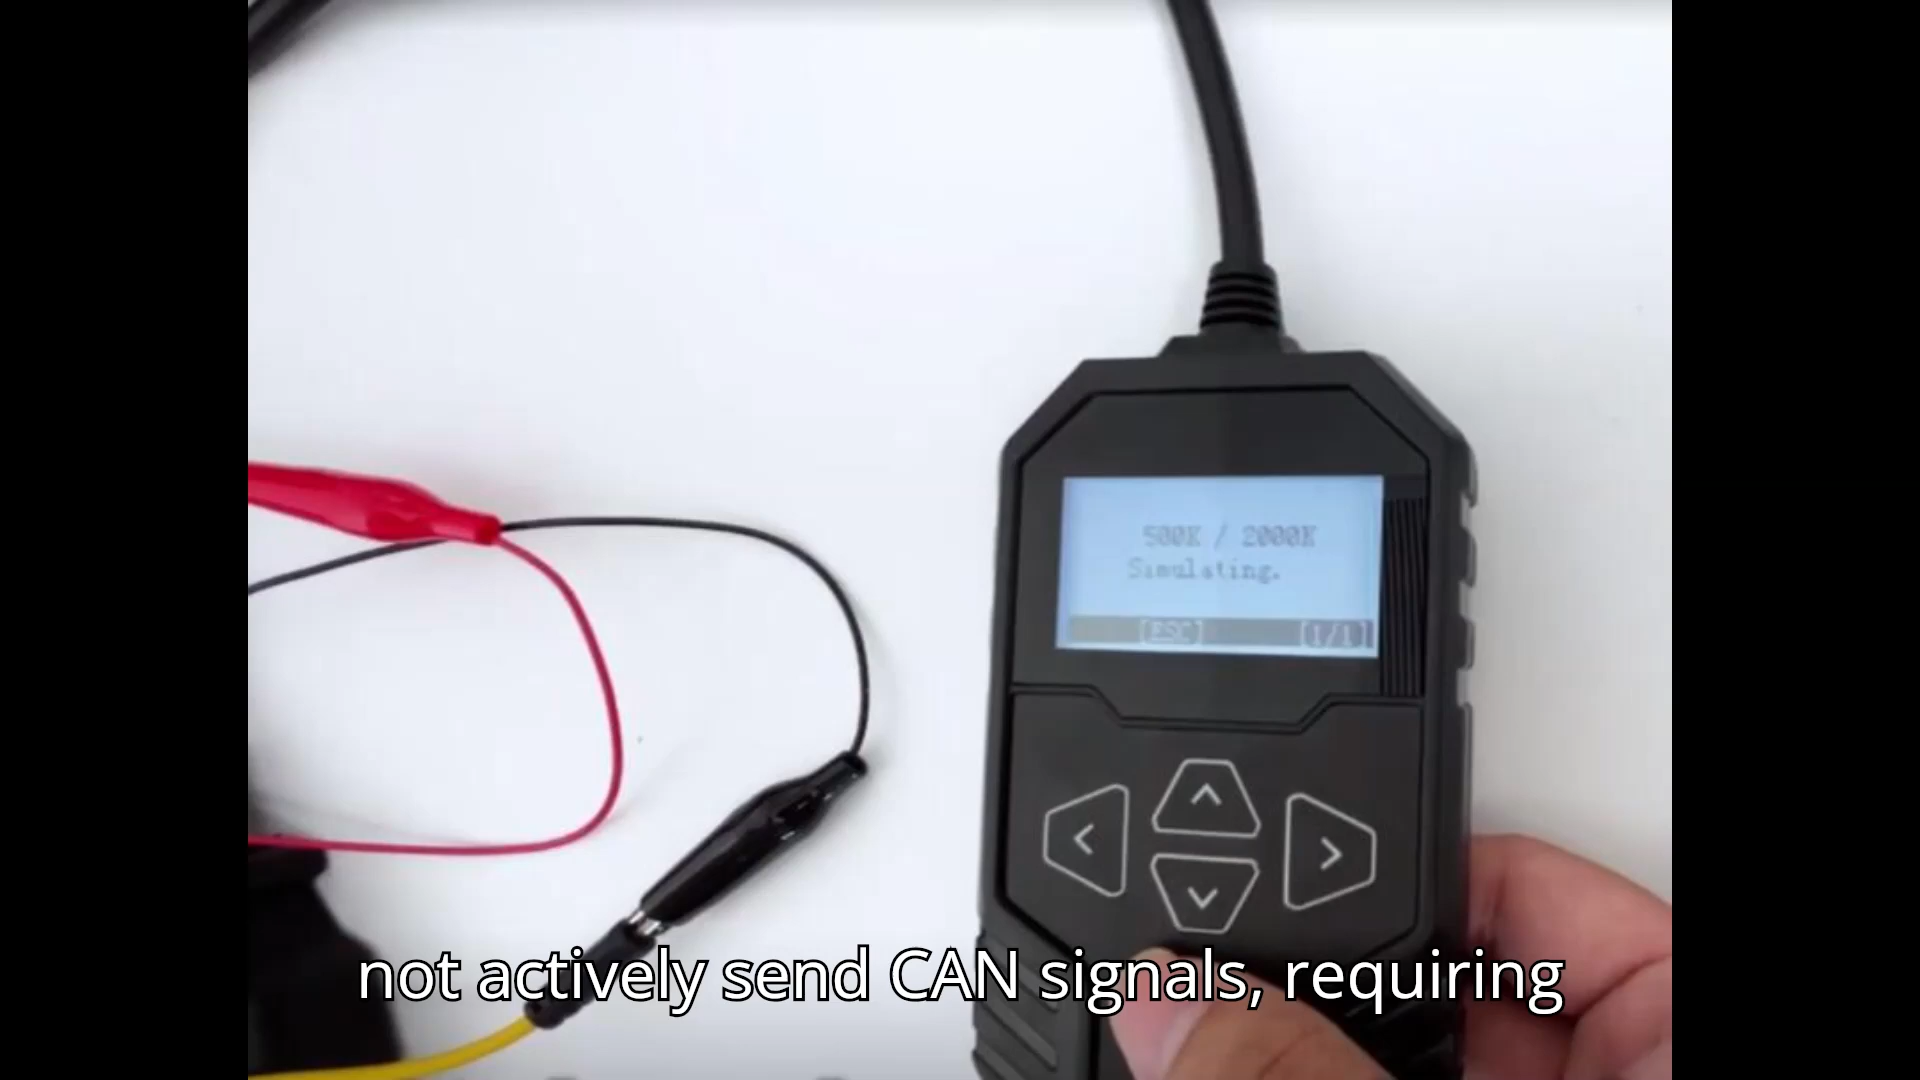 500K / 2000K
Simulating.
[ESC] [1/1]
not actively send CAN signals, requiring